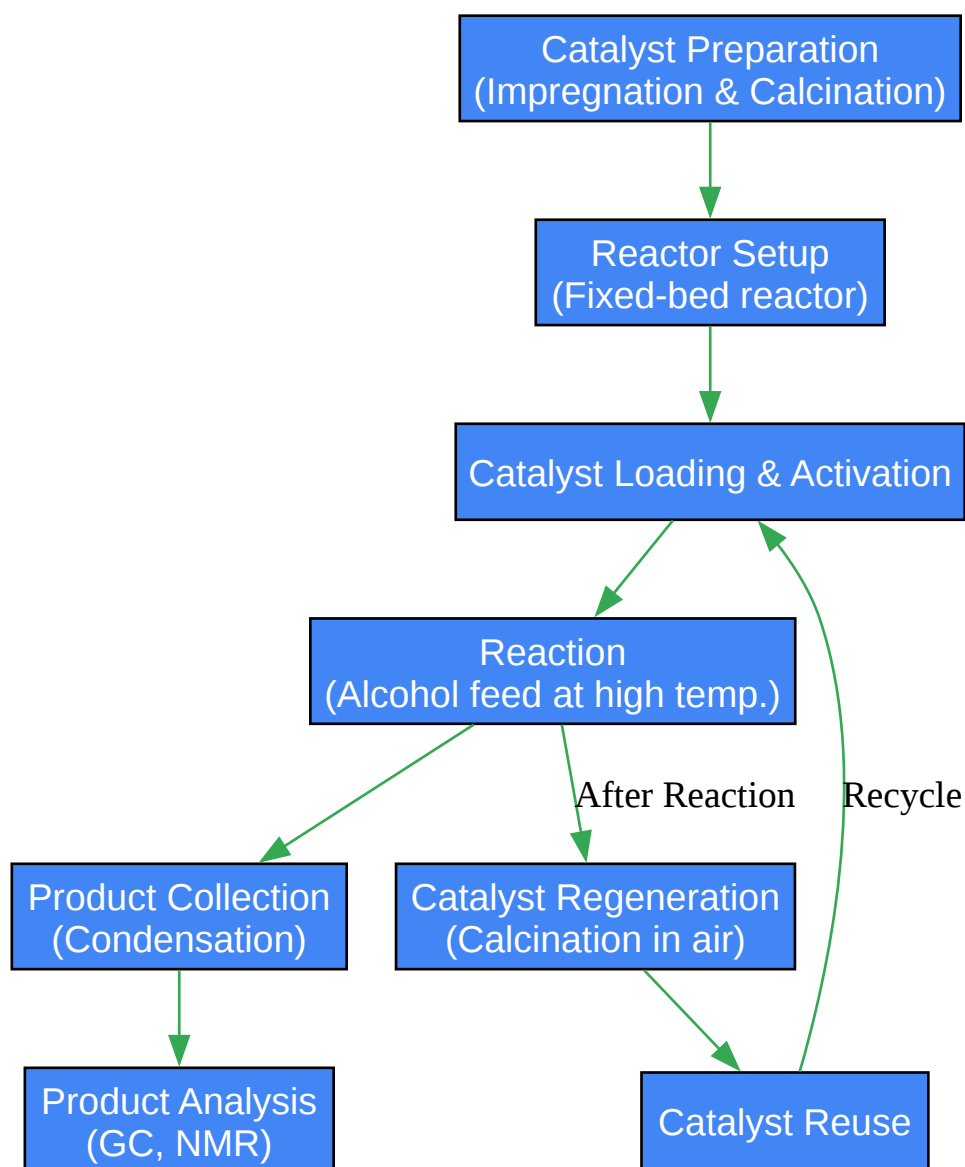 Catalyst Preparation
(Impregnation & Calcination)
Reactor Setup
(Fixed-bed reactor)
Catalyst Loading & Activation
Reaction
(Alcohol feed at high temp.)
After Reaction
Recycle
Product Collection
(Condensation)
Catalyst Regeneration
(Calcination in air)
Product Analysis
(GC, NMR)
Catalyst Reuse